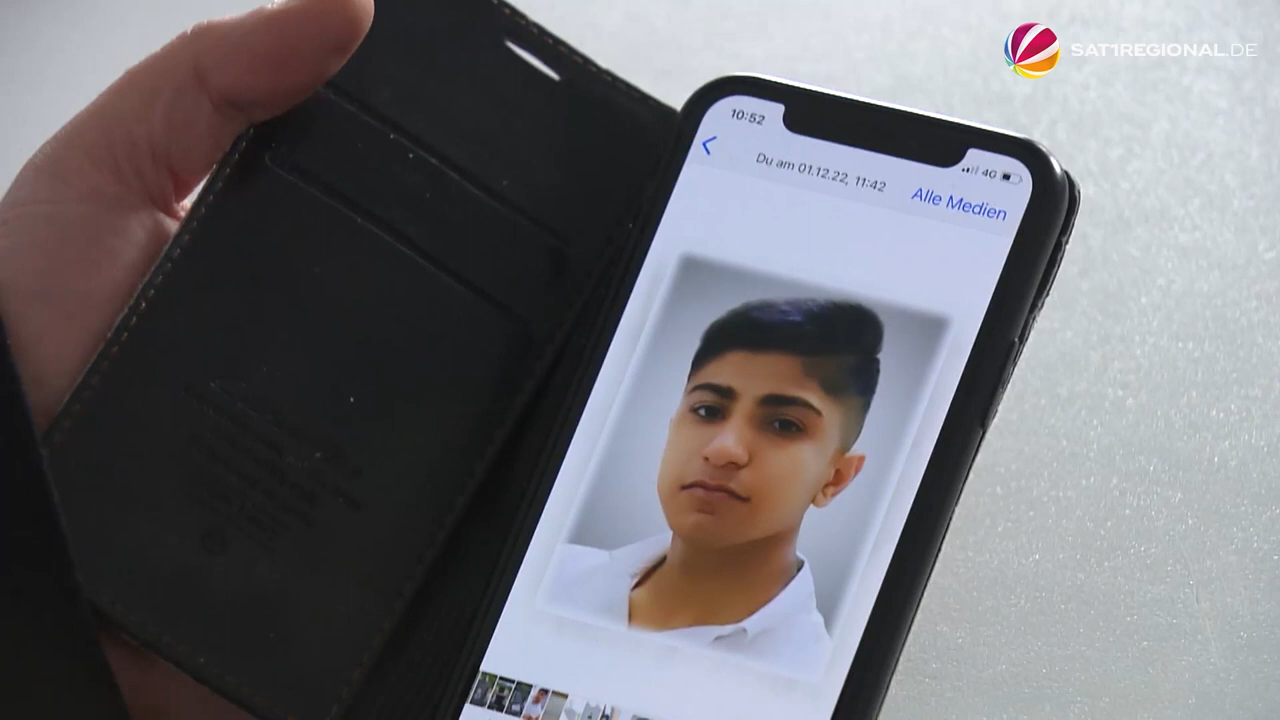 SAT1REGIONAL.DE
10:52
4G
Du am 01.12.22, 11:42
Alle Medien